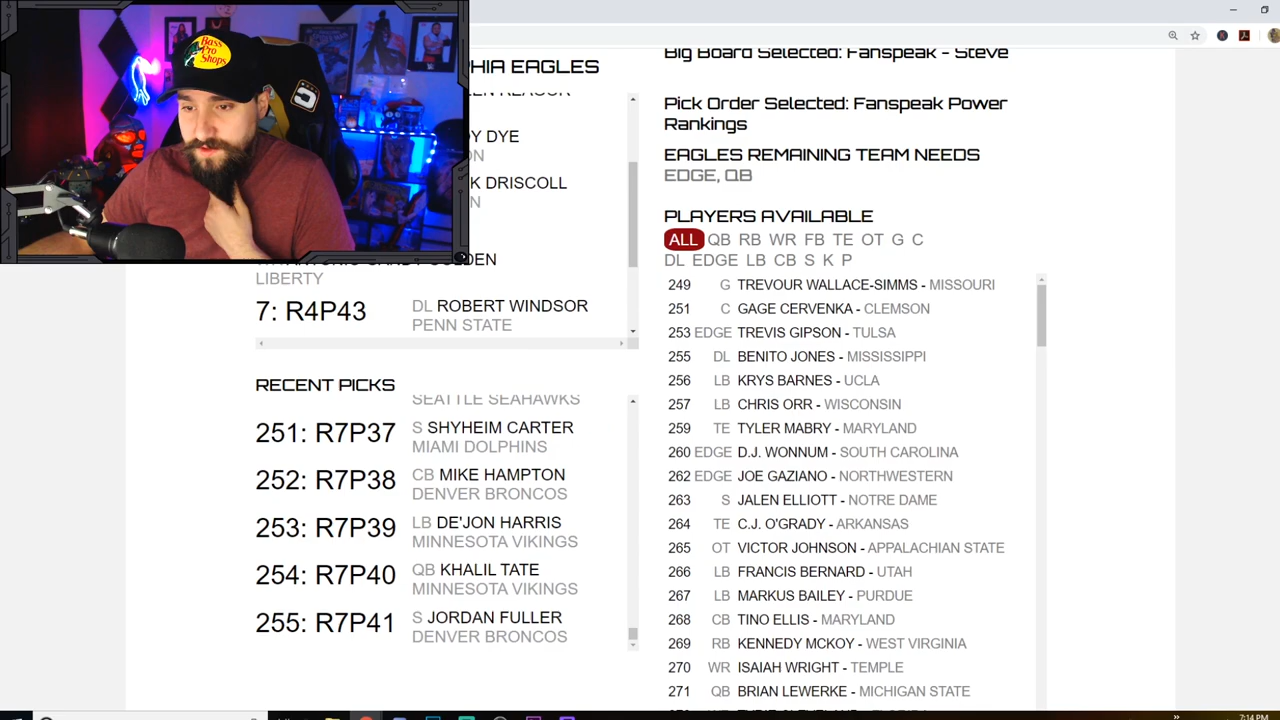 Bass
Pro
Shops
PHIA EAGLES
DY DYE
K DRISCOLL
LIBERTY
7: R4P43 DL ROBERT WINDSOR
PENN STATE
RECENT PICKS
SEATTLE SEAHAWKS
251: R7P37 S SHYHEIM CARTER
MIAMI DOLPHINS
252: R7P38 CB MIKE HAMPTON
DENVER BRONCOS
253: R7P39 LB DE'JON HARRIS
MINNESOTA VIKINGS
254: R7P40 QB KHALIL TATE
MINNESOTA VIKINGS
255: R7P41 S JORDAN FULLER
DENVER BRONCOS
Big Board Selected: Fanspeak - Steve
Pick Order Selected: Fanspeak Power
Rankings
EAGLES REMAINING TEAM NEEDS
EDGE, QB
PLAYERS AVAILABLE
ALL QB RB WR FB TE OT G C
DL EDGE LB CB S K P
249 G TREVOUR WALLACE-SIMMS - MISSOURI
251 C GAGE CERVENKA - CLEMSON
253 EDGE TREVIS GIPSON - TULSA
255 DL BENITO JONES - MISSISSIPPI
256 LB KRYS BARNES - UCLA
257 LB CHRIS ORR - WISCONSIN
259 TE TYLER MABRY - MARYLAND
260 EDGE D.J. WONNUM - SOUTH CAROLINA
262 EDGE JOE GAZIANO - NORTHWESTERN
263 S JALEN ELLIOTT - NOTRE DAME
264 TE C.J. O'GRADY - ARKANSAS
265 OT VICTOR JOHNSON - APPALACHIAN STATE
266 LB FRANCIS BERNARD - UTAH
267 LB MARKUS BAILEY - PURDUE
268 CB TINO ELLIS - MARYLAND
269 RB KENNEDY MCKOY - WEST VIRGINIA
270 WR ISAIAH WRIGHT - TEMPLE
271 QB BRIAN LEWERKE - MICHIGAN STATE
7:14 PM